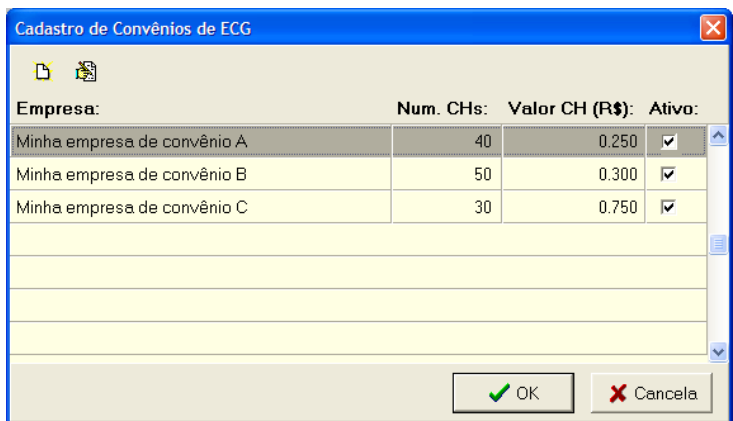 Cadastro de Convênios de ECG
Empresa: Num. CHs: Valor CH (R$): Ativo:
Minha empresa de convênio A 40 0.250
Minha empresa de convênio B 50 0.300
Minha empresa de convênio C 30 0.750
OK Cancela